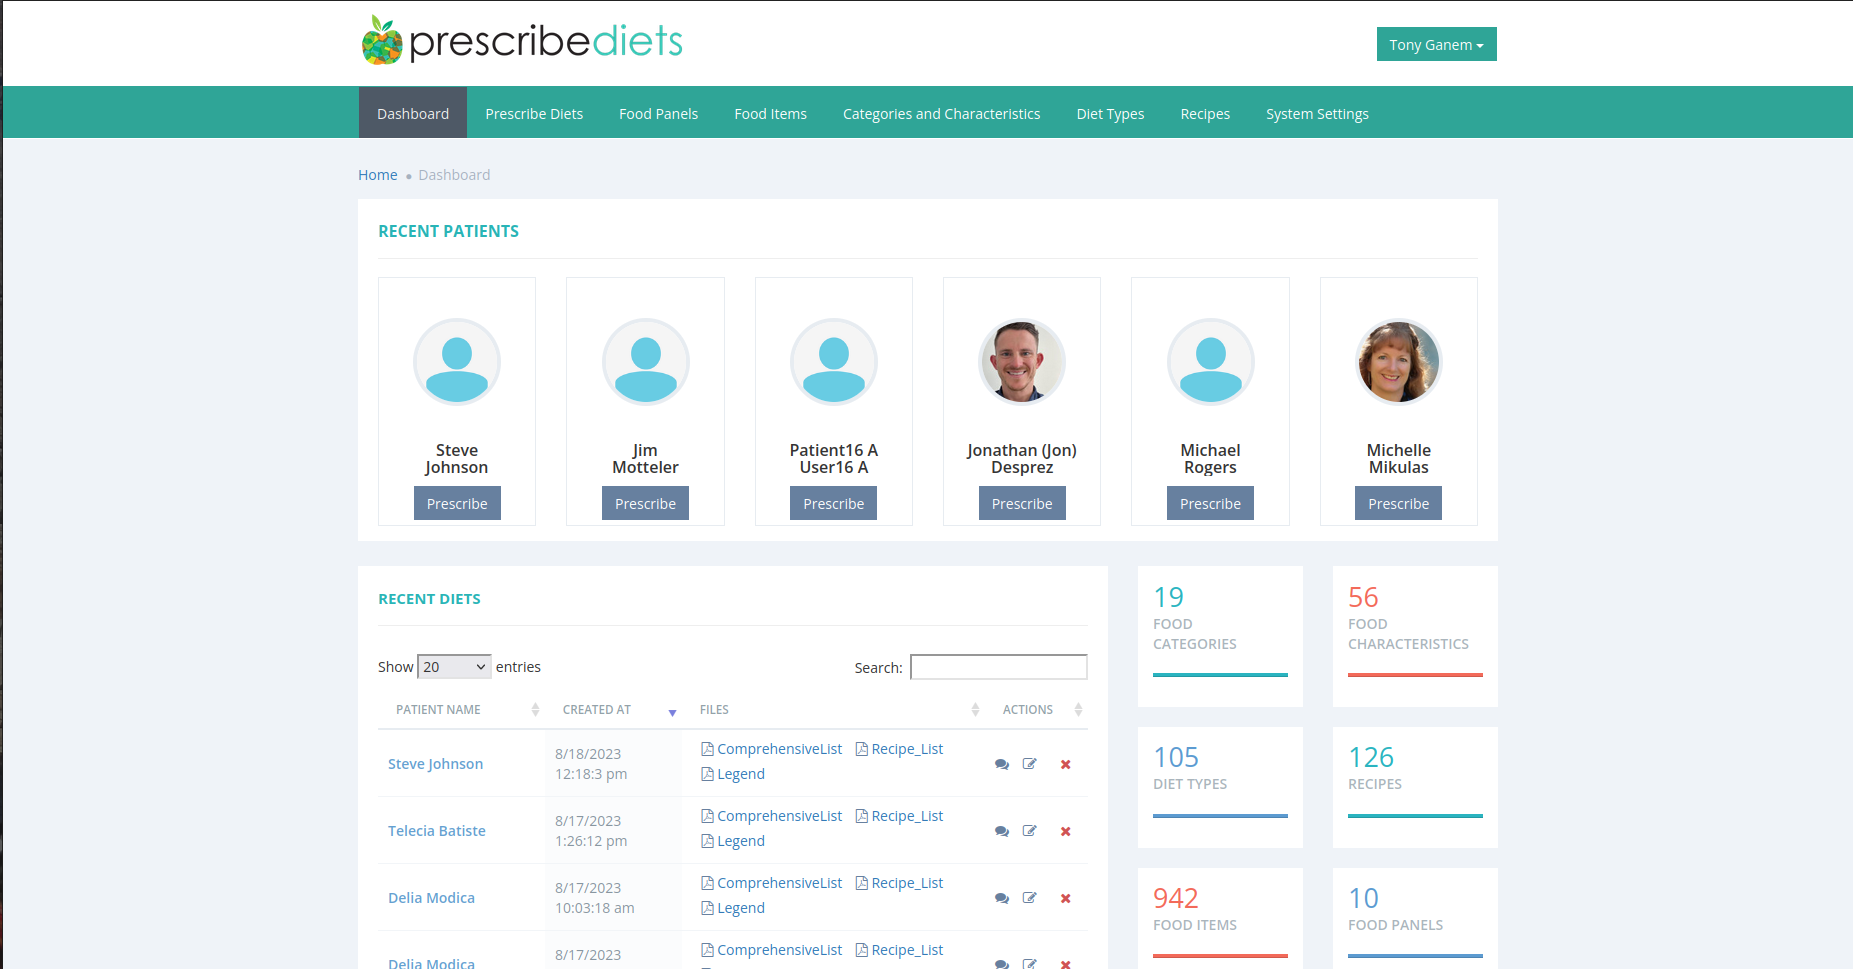 prescribediets
Tony Ganem
Dashboard Prescribe Diets Food Panels Food Items Categories and Characteristics Diet Types Recipes System Settings
Home Dashboard
RECENT PATIENTS
Steve
Johnson
Prescribe
Jim
Motteler
Prescribe
Patient16 A
User16 A
Prescribe
Jonathan (Jon)
Desprez
Prescribe
Michael
Rogers
Prescribe
Michelle
Mikulas
Prescribe
RECENT DIETS
Show 20 entries
Search:
PATIENT NAME CREATED AT FILES ACTIONS
Steve Johnson
8/18/2023
12:18:3 pm
ComprehensiveList Recipe_List
Legend
Telecia Batiste
8/17/2023
1:26:12 pm
ComprehensiveList Recipe_List
Legend
Delia Modica
8/17/2023
10:03:18 am
ComprehensiveList Recipe_List
Legend
Delia Modica
8/17/2023
ComprehensiveList Recipe_List
19
FOOD
CATEGORIES
56
FOOD
CHARACTERISTICS
105
DIET TYPES
126
RECIPES
942
FOOD ITEMS
10
FOOD PANELS